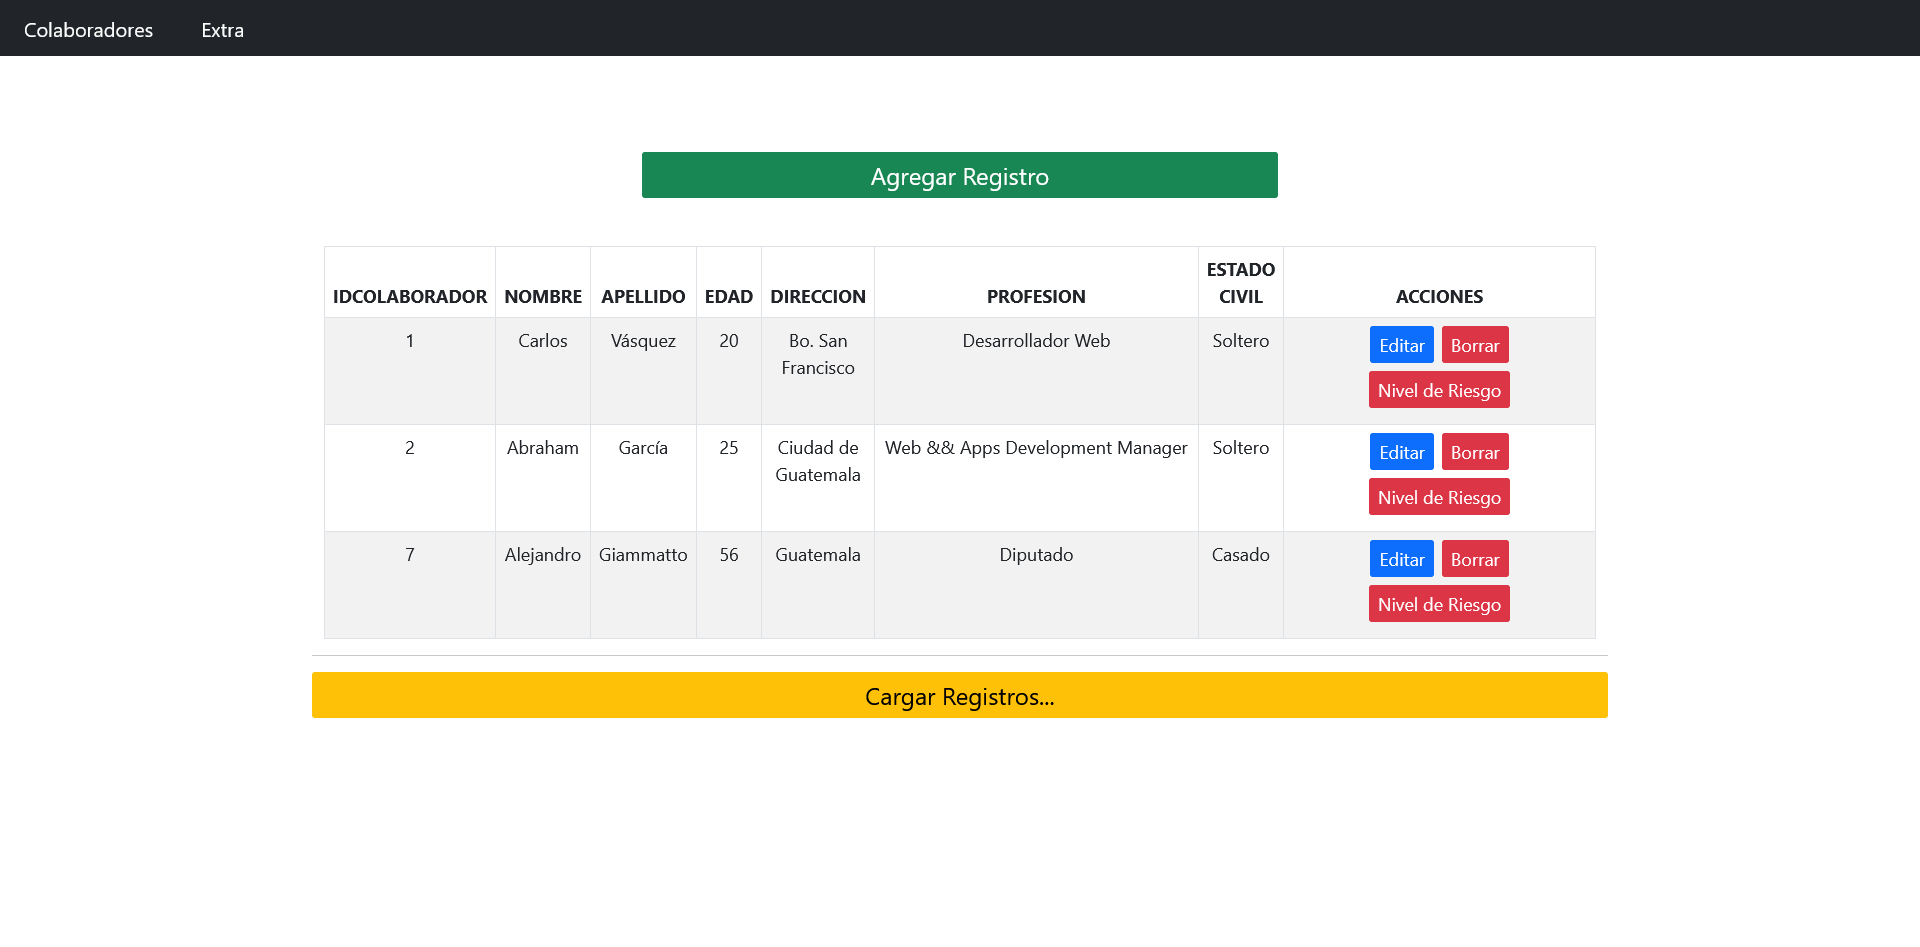 Colaboradores Extra
Agregar Registro
IDCOLABORADOR NOMBRE APELLIDO EDAD DIRECCION PROFESION ESTADO CIVIL ACCIONES
1 Carlos Vásquez 20 Bo. San Francisco Desarrollador Web Soltero Editar Borrar
Nivel de Riesgo
2 Abraham García 25 Ciudad de Guatemala Web && Apps Development Manager Soltero Editar Borrar
Nivel de Riesgo
7 Alejandro Giammatto 56 Guatemala Diputado Casado Editar Borrar
Nivel de Riesgo
Cargar Registros...